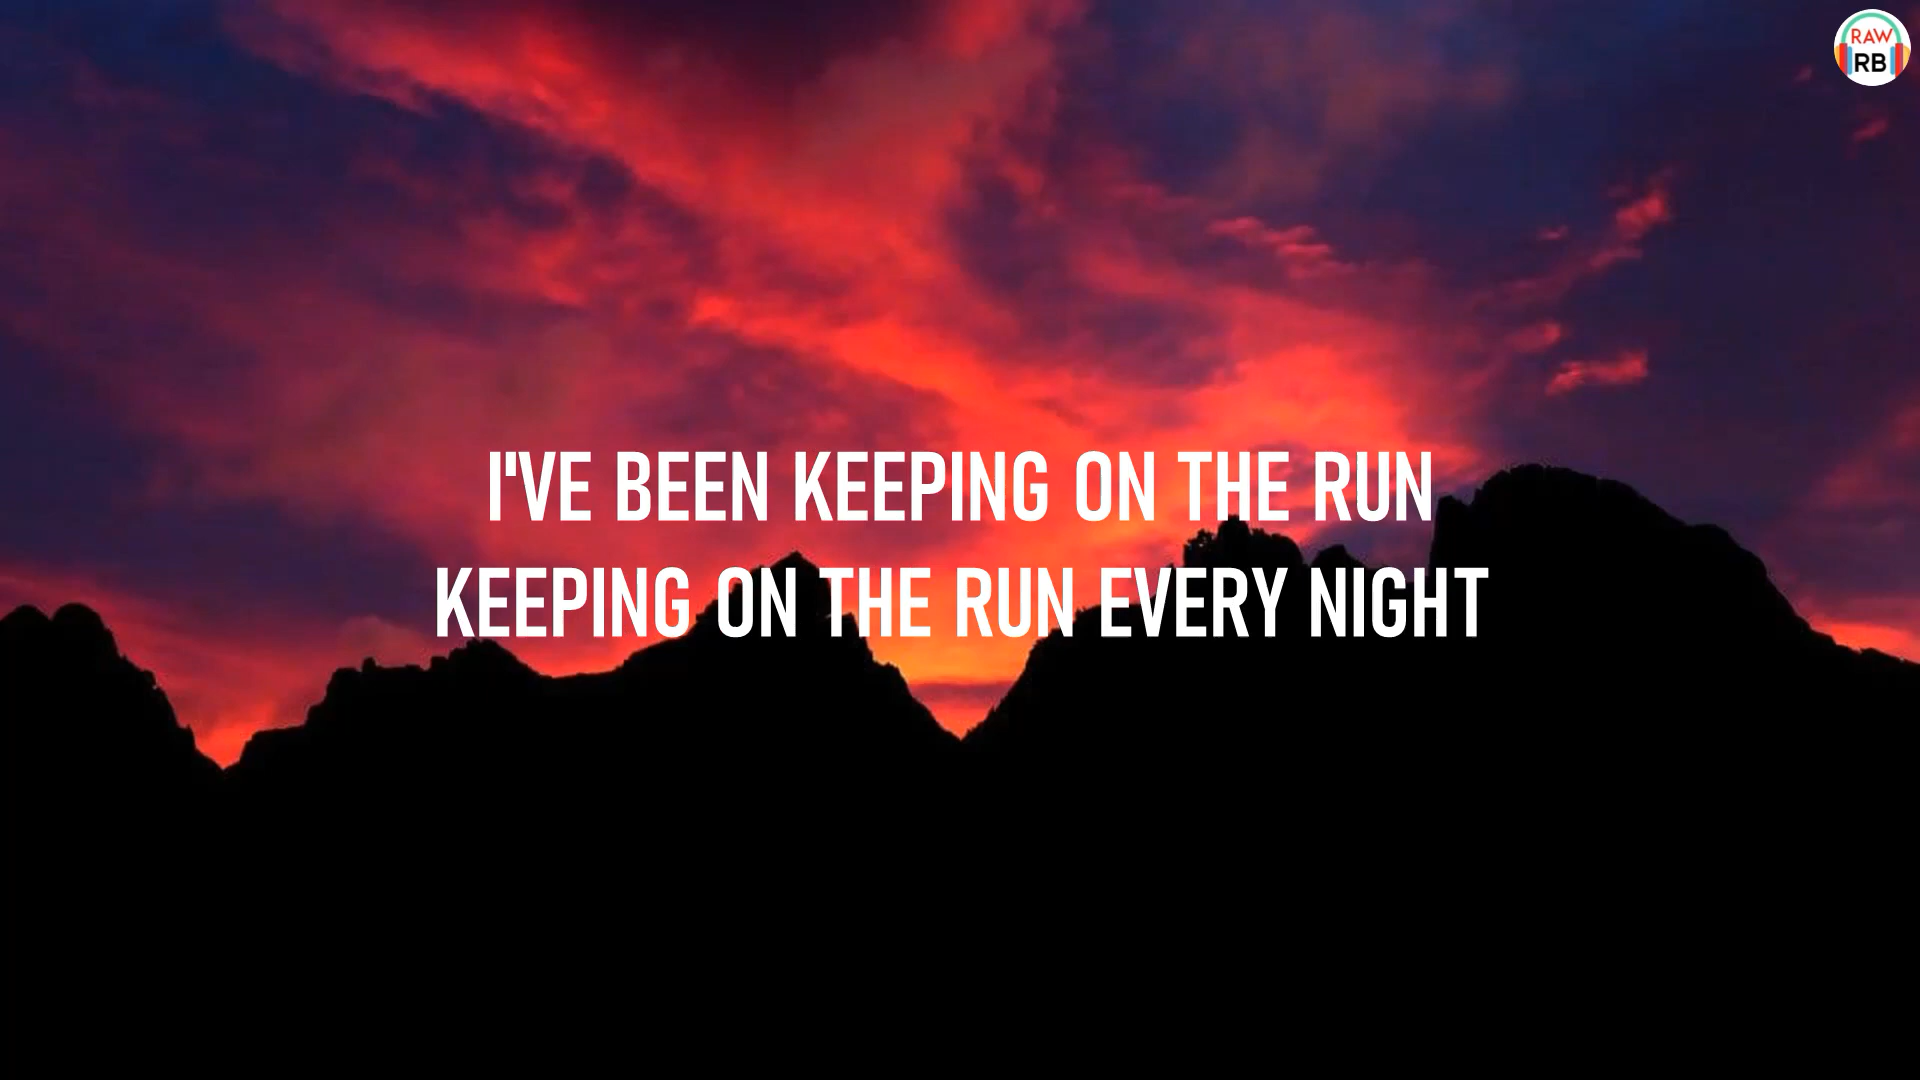 RAW
RB
I'VE BEEN KEEPING ON THE RUN
KEEPING ON THE RUN EVERY NIGHT